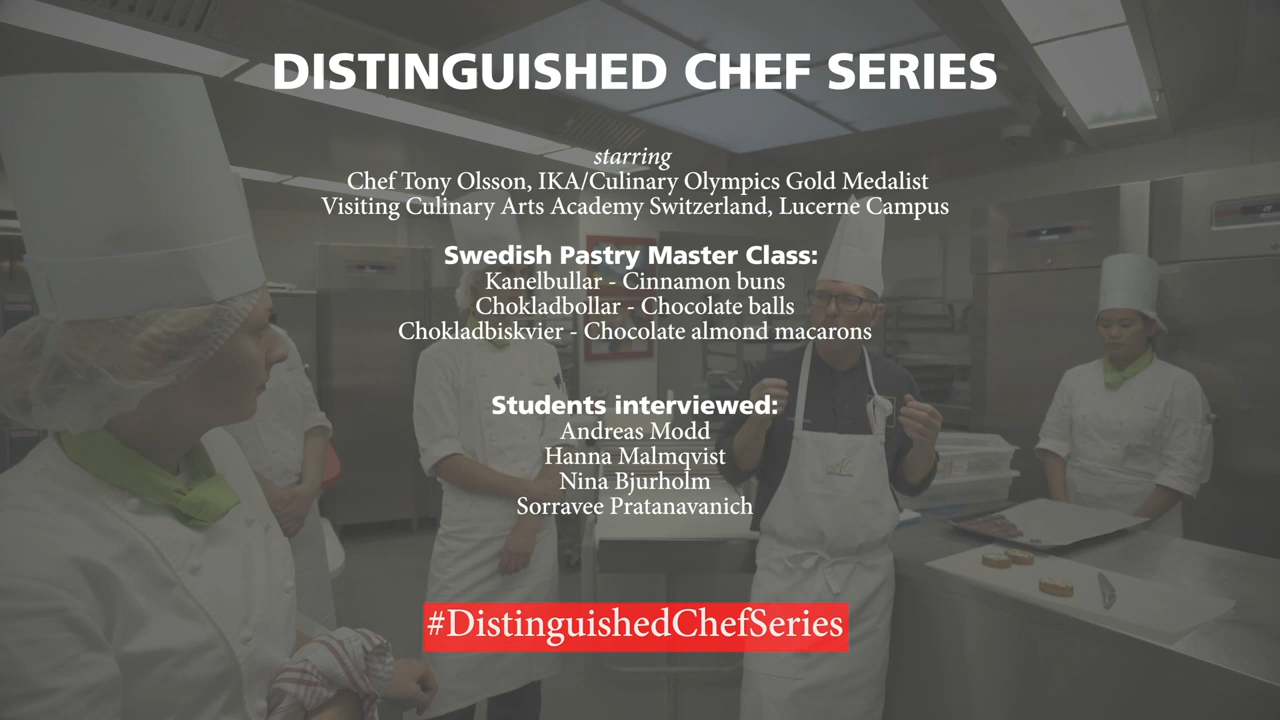 DISTINGUISHED CHEF SERIES
starring
Chef Tony Olsson, IKA/Culinary Olympics Gold Medalist
Visiting Culinary Arts Academy Switzerland, Lucerne Campus
Swedish Pastry Master Class:
Kanelbullar - Cinnamon buns
Chokladbollar - Chocolate balls
Chokladbiskvier - Chocolate almond macarons
Students interviewed:
Andreas Modd
Hanna Malmqvist
Nina Bjurholm
Sorravee Pratanavanich
#DistinguishedChefSeries